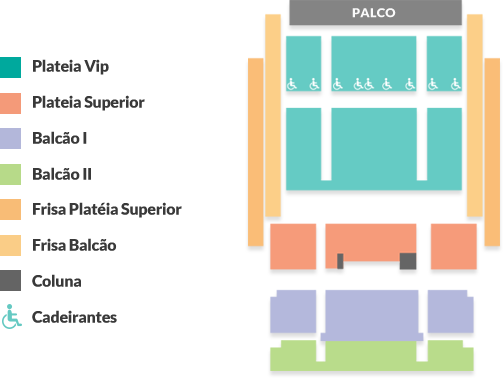 PALCO
Plateia Vip
Plateia Superior
Balcão I
Balcão II
Frisa Platéia Superior
Frisa Balcão
Coluna
Cadeirantes